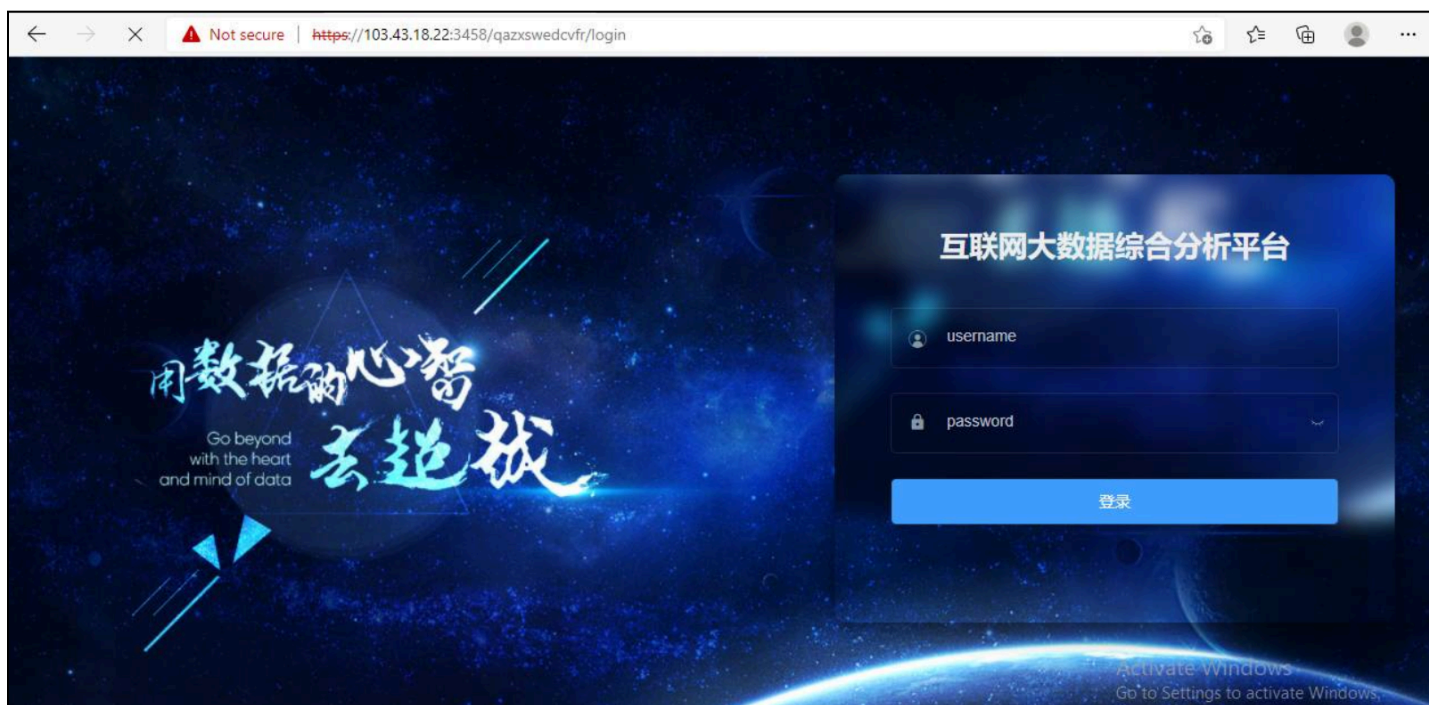 Not secure | https://103.43.18.22:3458/qazxswedcvfr/login
互联网大数据综合分析平台
username
password
登录
用数据的心智
去超越
Go beyond
with the heart
and mind of data
Activate Windows
Go to Settings to activate Windows.